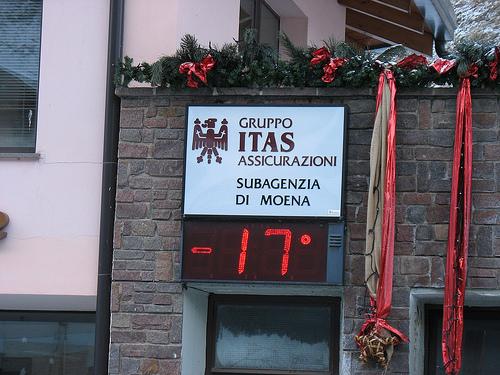 GRUPPO
ITAS
ASSICURAZIONI
SUBAGENZIA
DI MOENA
-17°